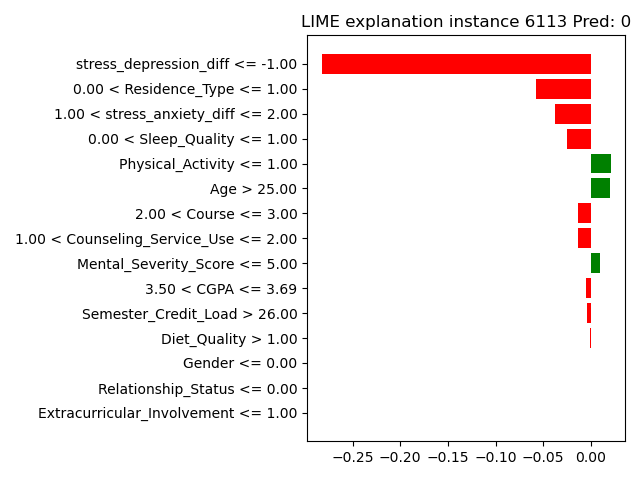 LIME explanation instance 6113 Pred: 0
stress_depression_diff <= -1.00
0.00 < Residence_Type <= 1.00
1.00 < stress_anxiety_diff <= 2.00
0.00 < Sleep_Quality <= 1.00
Physical_Activity <= 1.00
Age > 25.00
2.00 < Course <= 3.00
1.00 < Counseling_Service_Use <= 2.00
Mental_Severity_Score <= 5.00
3.50 < CGPA <= 3.69
Semester_Credit_Load > 26.00
Diet_Quality > 1.00
Gender <= 0.00
Relationship_Status <= 0.00
Extracurricular_Involvement <= 1.00
−0.25 −0.20 −0.15 −0.10 −0.05 0.00